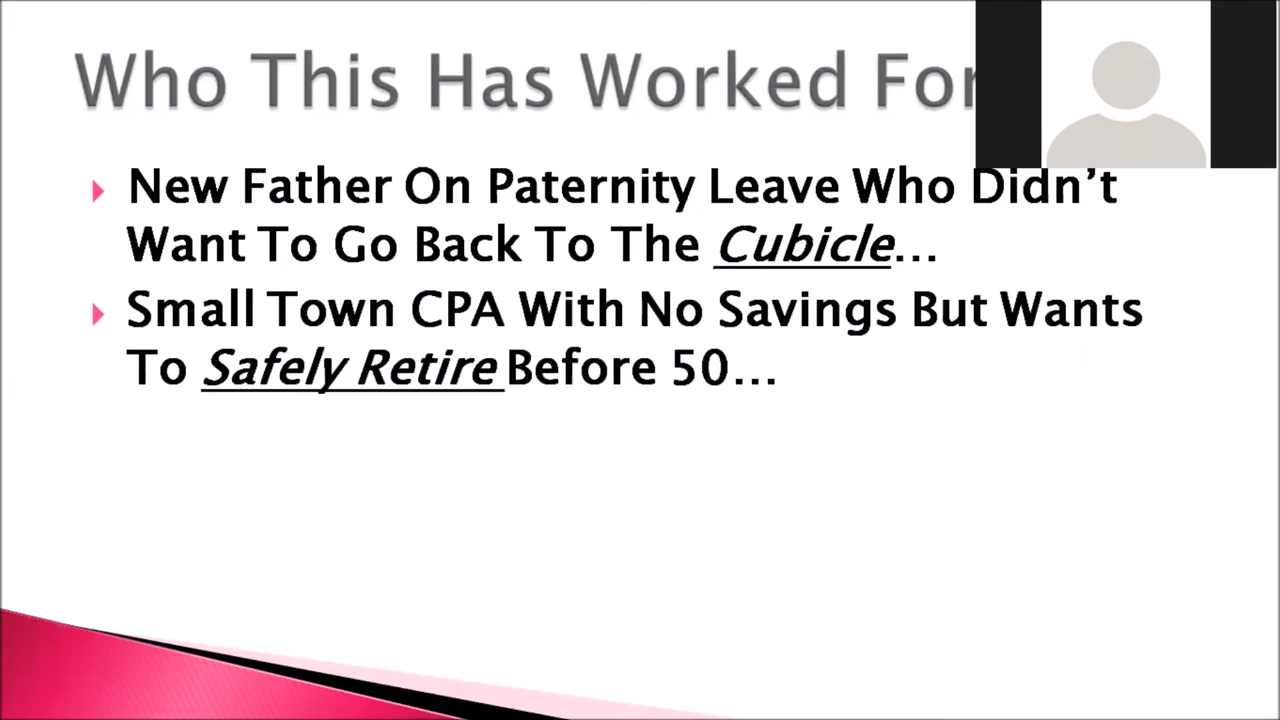 Who This Has Worked For
New Father On Paternity Leave Who Didn’t
Want To Go Back To The Cubicle…
Small Town CPA With No Savings But Wants
To Safely Retire Before 50…